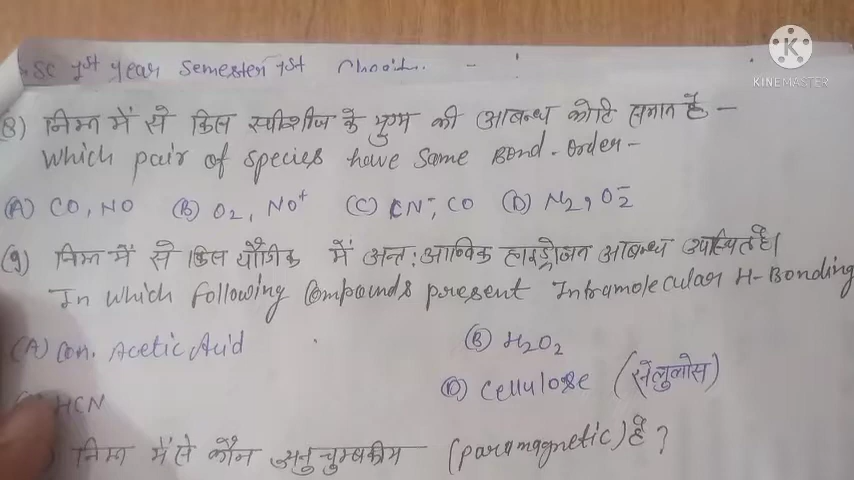 KINEMASTER
Sc 1st year Semester 1st
8) निम्न में से किस स्पीशीज के युग्म की आबन्ध कोटि समान है -
Which pair of species have Same Bond-Order-
(A) CO, NO (B) O₂, NO⁺ (C) CN⁻, CO (D) N₂, O₂⁻
(9) निम्न में से किस यौगिक में अन्तः आण्विक हाइड्रोजन आबन्ध उपस्थित है।
In which following Compounds present Intramolecular H-Bonding
(A) Con. Acetic Acid (B) H₂O₂
HCN (D) Cellulose (सेलुलोस)
निम्न में से कौन अनुचुम्बकीय (paramagnetic) है ?